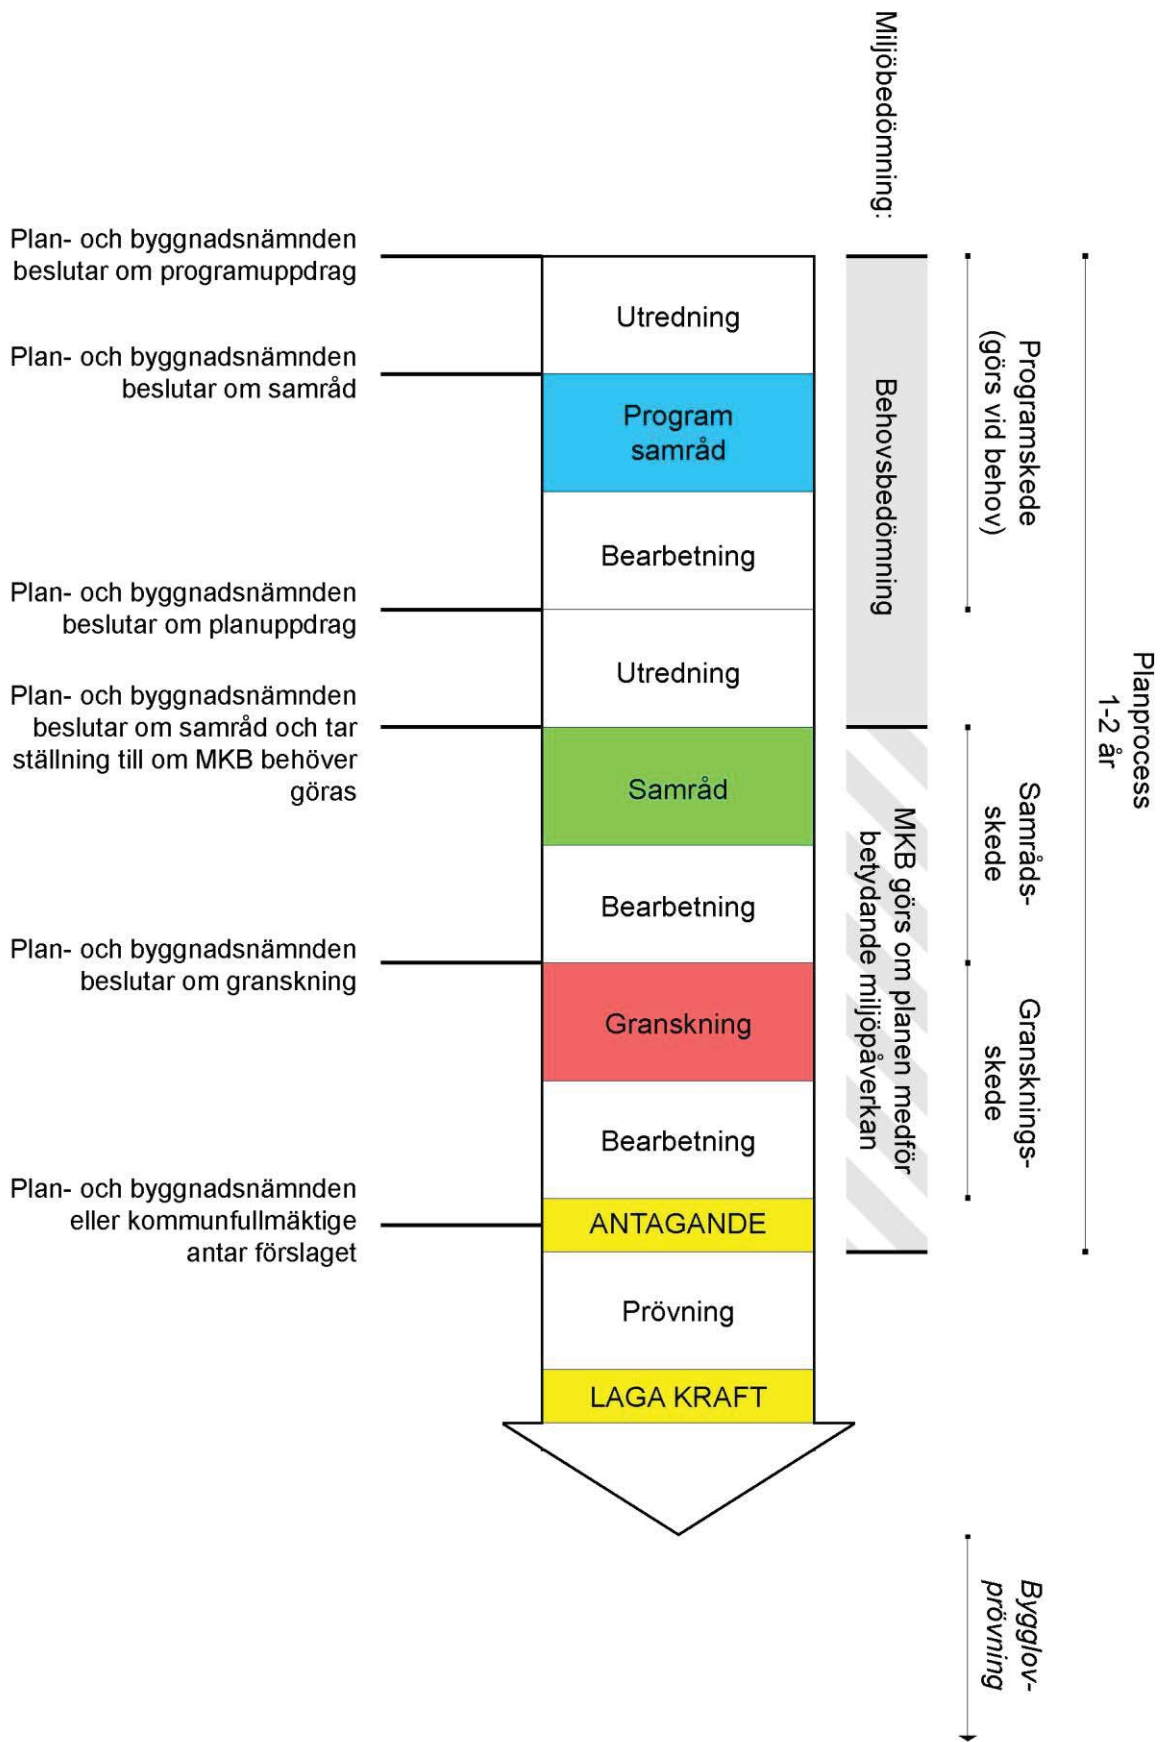 Plan- och byggnadsnämnden
beslutar om programuppdrag
Plan- och byggnadsnämnden
beslutar om samråd
Plan- och byggnadsnämnden
beslutar om planuppdrag
Plan- och byggnadsnämnden
beslutar om samråd och tar
ställning till om MKB behöver
göras
Plan- och byggnadsnämnden
beslutar om granskning
Plan- och byggnadsnämnden
eller kommunfullmäktige
antar förslaget
Utredning
Program
samråd
Bearbetning
Utredning
Samråd
Bearbetning
Granskning
Bearbetning
ANTAGANDE
Prövning
LAGA KRAFT
Miljöbedömning:
Behovsbedömning
MKB görs om planen medför
betydande miljöpåverkan
Programskede
(görs vid behov)
Samråds-
skede
Gransknings-
skede
Bygglov-
prövning
Planprocess
1-2 år